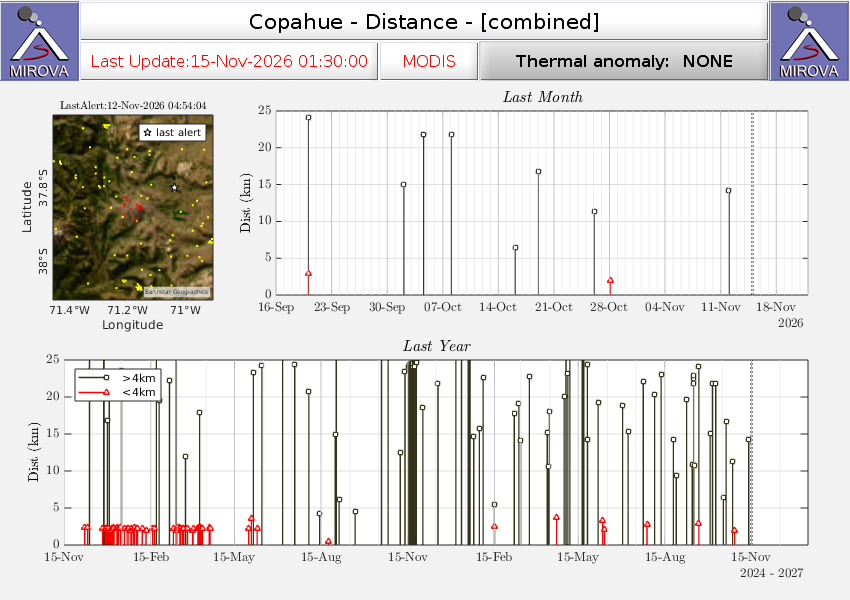 Copahue - Distance - [combined]
MIROVA
Last Update:15-Nov-2026 01:30:00
MODIS
Thermal anomaly: NONE
MIROVA
LastAlert:12-Nov-2026 04:54:04
last alert
Latitude
37.8°S
38°S
Earthstar Geographics
71.4°W 71.2°W 71°W
Longitude
Last Month
Dist (km)
25
20
15
10
5
0
16-Sep 23-Sep 30-Sep 07-Oct 14-Oct 21-Oct 28-Oct 04-Nov 11-Nov 18-Nov
2026
Last Year
Dist (km)
25
20
15
10
5
0
>4km
<4km
15-Nov 15-Feb 15-May 15-Aug 15-Nov 15-Feb 15-May 15-Aug 15-Nov
2024 - 2027